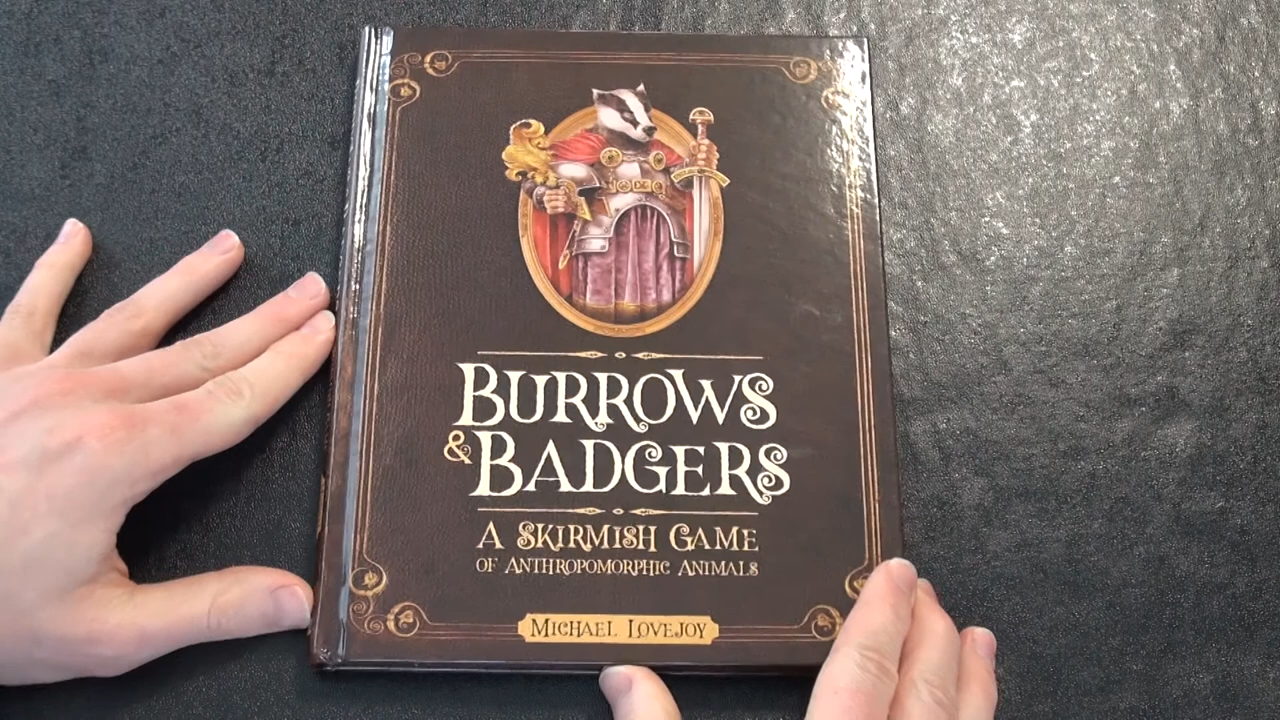 BURROWS
& BADGERS
A SKIRMISH GAME
OF ANTHROPOMORPHIC ANIMALS
MICHAEL LOVEJOY